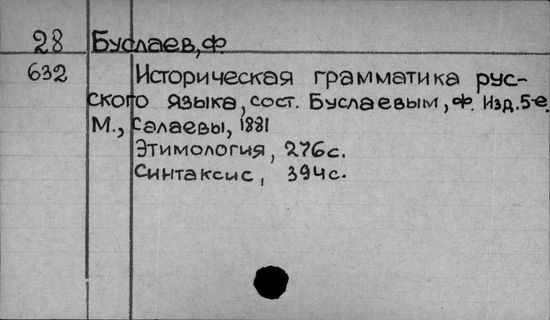 28 Буслаев, Ф
632 Историческая грамматика рус-
ского языка, сост. Буслаевым, Ф. Изд. 5-е.
М., Салаевы, 1881
Этимология, 276с.
Синтаксис, 394с.